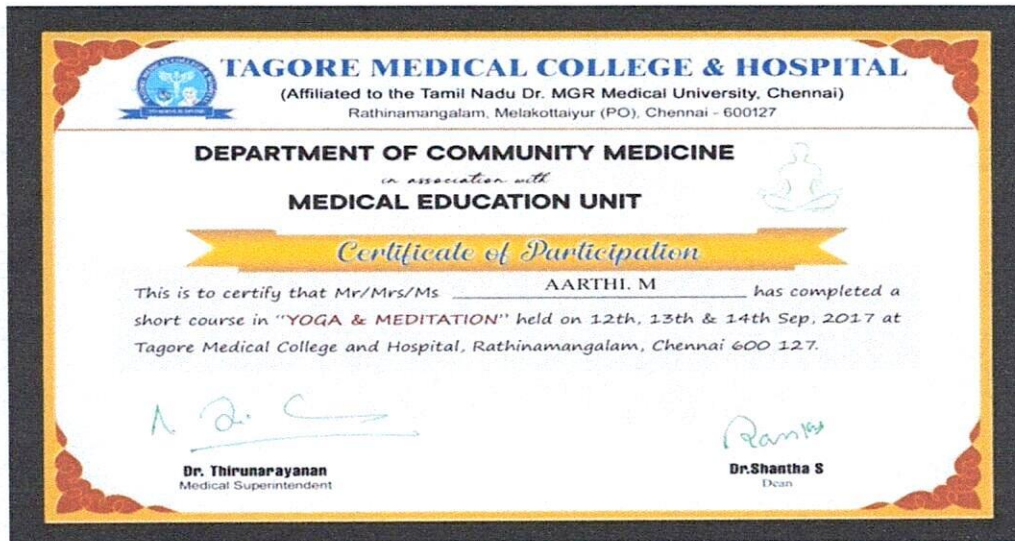 TAGORE MEDICAL COLLEGE & HOSPITAL
(Affiliated to the Tamil Nadu Dr. MGR Medical University, Chennai)
Rathinamangalam, Melakottaiyur (PO), Chennai - 600127
DEPARTMENT OF COMMUNITY MEDICINE
in association with
MEDICAL EDUCATION UNIT
Certificate of Participation
This is to certify that Mr/Mrs/Ms AARTHI. M has completed a
short course in "YOGA & MEDITATION" held on 12th, 13th & 14th Sep, 2017 at
Tagore Medical College and Hospital, Rathinamangalam, Chennai 600 127.
Dr. Thirunarayanan
Medical Superintendent
Dr.Shantha S
Dean